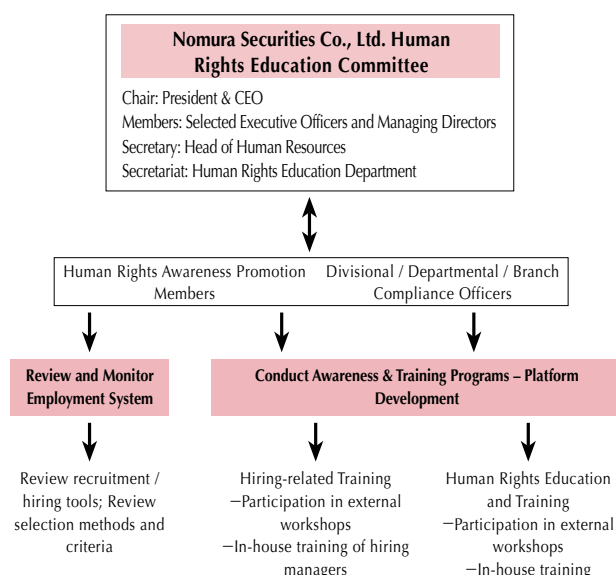 Nomura Securities Co., Ltd. Human
Rights Education Committee
Chair: President & CEO
Members: Selected Executive Officers and Managing Directors
Secretary: Head of Human Resources
Secretariat: Human Rights Education Department
Human Rights Awareness Promotion
Members
Divisional / Departmental / Branch
Compliance Officers
Review and Monitor
Employment System
Conduct Awareness & Training Programs – Platform
Development
Review recruitment /
hiring tools; Review
selection methods and
criteria
Hiring-related Training
—Participation in external
workshops
—In-house training of hiring
managers
Human Rights Education
and Training
—Participation in external
workshops
—In-house training